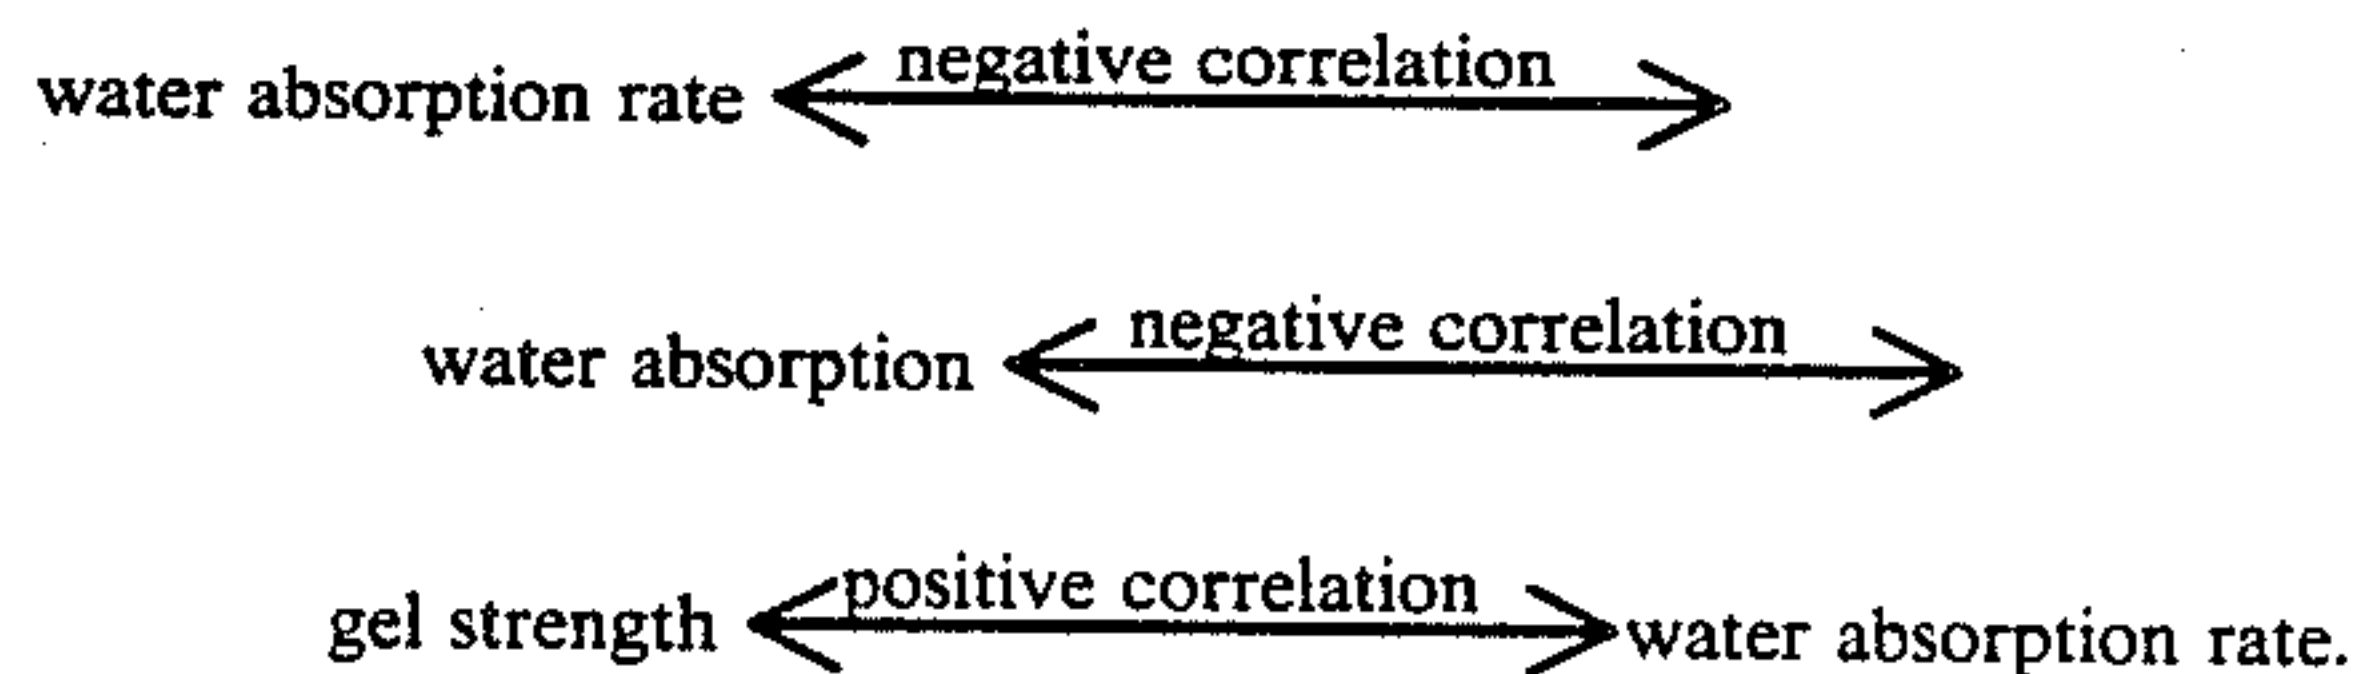 water absorption rate negative correlation
water absorption negative correlation
gel strength positive correlation water absorption rate.